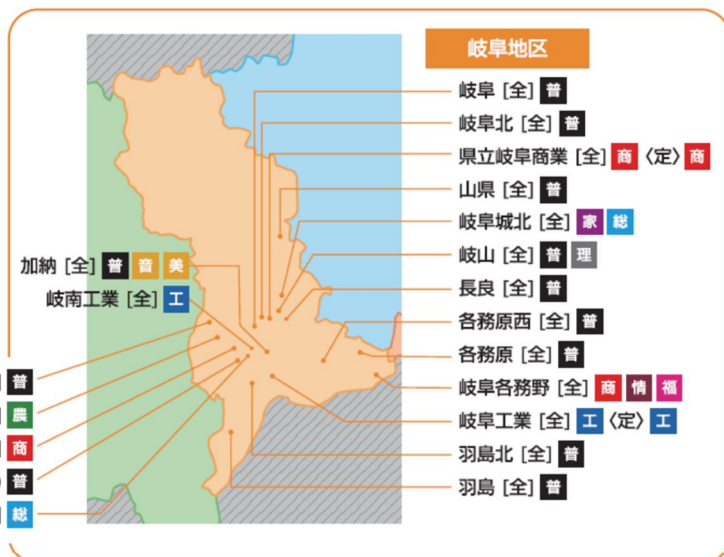 岐阜地区
岐阜 [全] 普
岐阜北 [全] 普
県立岐阜商業 [全] 商 〈定〉 商
山県 [全] 普
岐阜城北 [全] 家 総
岐山 [全] 普 理
長良 [全] 普
各務原西 [全] 普
各務原 [全] 普
岐阜各務野 [全] 商 情 福
岐阜工業 [全] 工 〈定〉 工
羽島北 [全] 普
羽島 [全] 普
加納 [全] 普 音 美
岐南工業 [全] 工
普
農
商
普
総